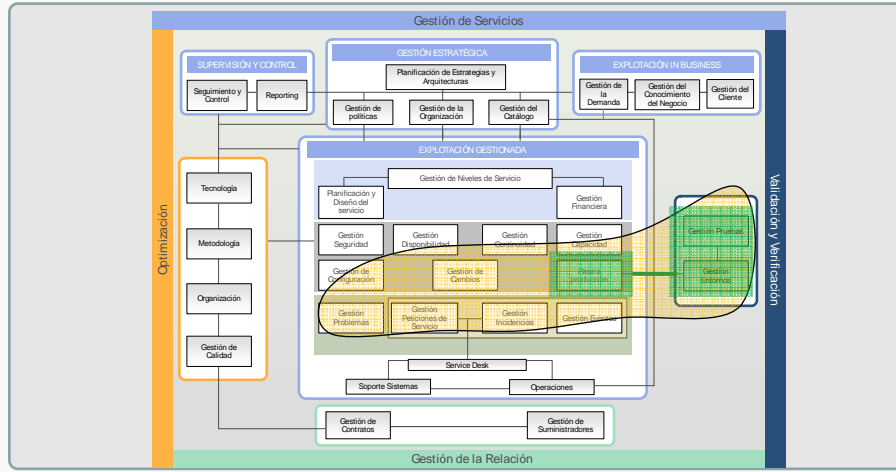 Gestión de Servicios
GESTIÓN ESTRATÉGICA
SUPERVISIÓN Y CONTROL
EXPLOTACIÓN IN BUSINESS
Planificación de Estrategias y
Arquitecturas
Seguimiento y
Control
Reporting
Gestión de
la
Demanda
Gestión del
Conocimiento
del Negocio
Gestión del
Cliente
Gestión de
políticas
Gestión de la
Organización
Gestión del
Catálogo
EXPLOTACIÓN GESTIONADA
Gestión de Niveles de Servicio
Planificación y
Diseño del
servicio
Gestión
Financiera
Tecnología
Metodología
Organización
Gestión de
Calidad
Optimización
Validación y Verificación
Gestión
Seguridad
Gestión
Disponibilidad
Gestión
Continuidad
Gestión
Capacidad
Gestión Pruebas
Gestión de
Configuración
Gestión de
Cambios
Paso a
Gestión
Entornos
Gestión
Problemas
Gestión
Peticiones de
Servicio
Gestión
Incidencias
Gestión Eventos
Service Desk
Soporte Sistemas
Operaciones
Gestión de
Contratos
Gestión de
Suministradores
Gestión de la Relación